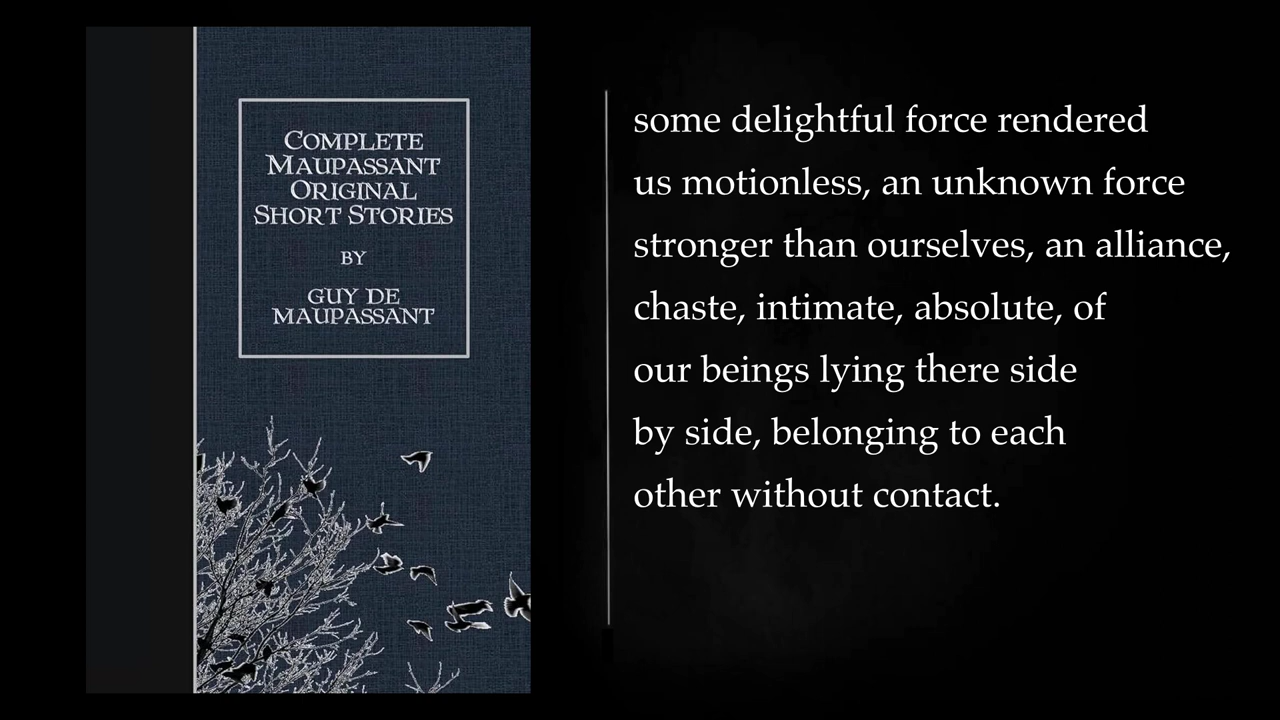 COMPLETE
MAUPASSANT
ORIGINAL
SHORT STORIES
BY
GUY DE
MAUPASSANT
some delightful force rendered
us motionless, an unknown force
stronger than ourselves, an alliance,
chaste, intimate, absolute, of
our beings lying there side
by side, belonging to each
other without contact.